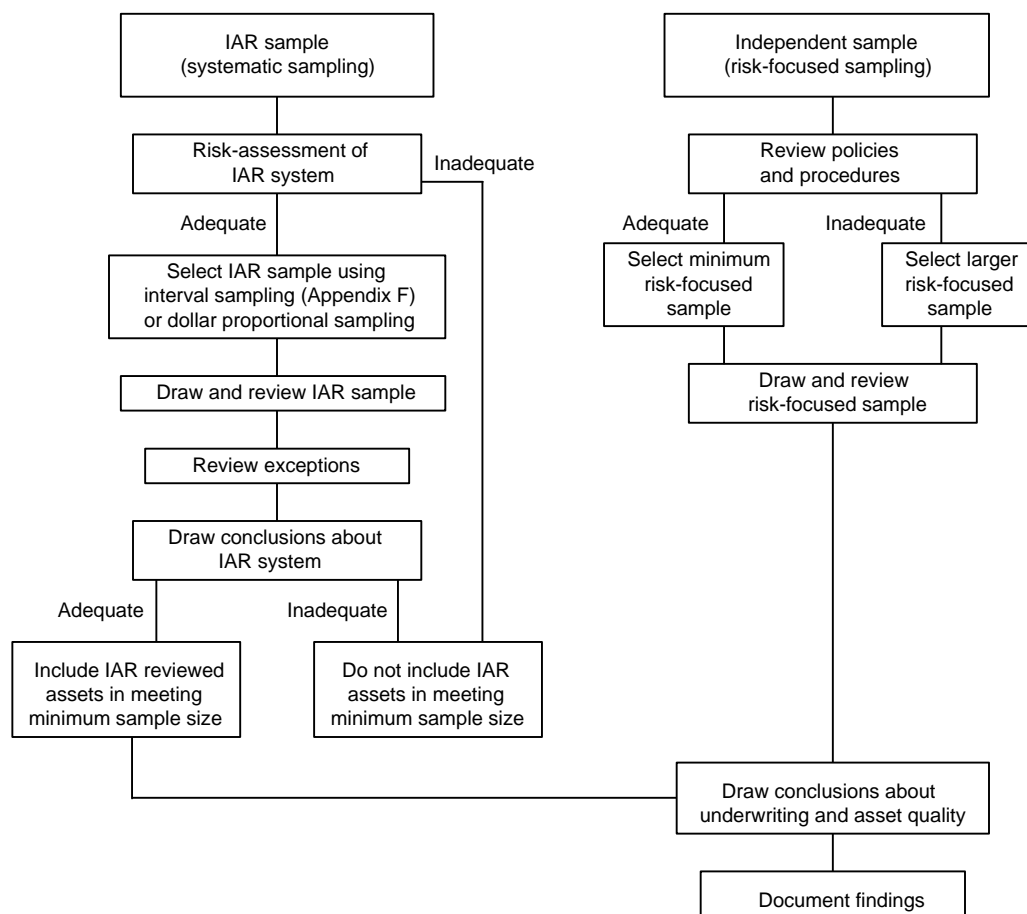 IAR sample
(systematic sampling)
Independent sample
(risk-focused sampling)
Risk-assessment of
IAR system
Inadequate
Review policies
and procedures
Adequate
Adequate
Inadequate
Select IAR sample using
interval sampling (Appendix F)
or dollar proportional sampling
Select minimum
risk-focused
sample
Select larger
risk-focused
sample
Draw and review IAR sample
Draw and review
risk-focused sample
Review exceptions
Draw conclusions about
IAR system
Adequate
Inadequate
Include IAR reviewed
assets in meeting
minimum sample size
Do not include IAR
assets in meeting
minimum sample size
Draw conclusions about
underwriting and asset quality
Document findings